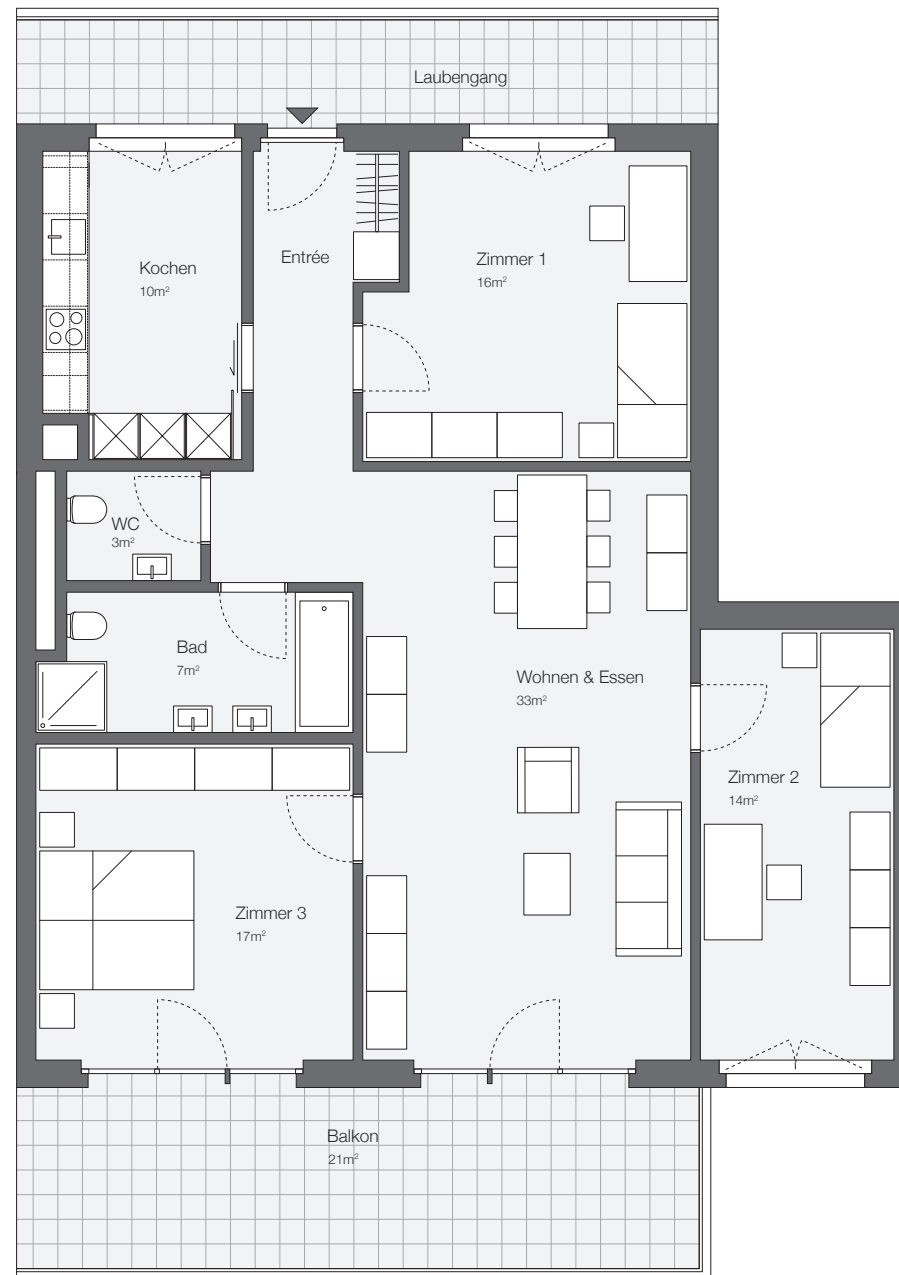 Laubengang
Kochen
10m²
Entrée
Zimmer 1
16m²
WC
3m²
Bad
7m²
Wohnen & Essen
33m²
Zimmer 2
14m²
Zimmer 3
17m²
Balkon
21m²